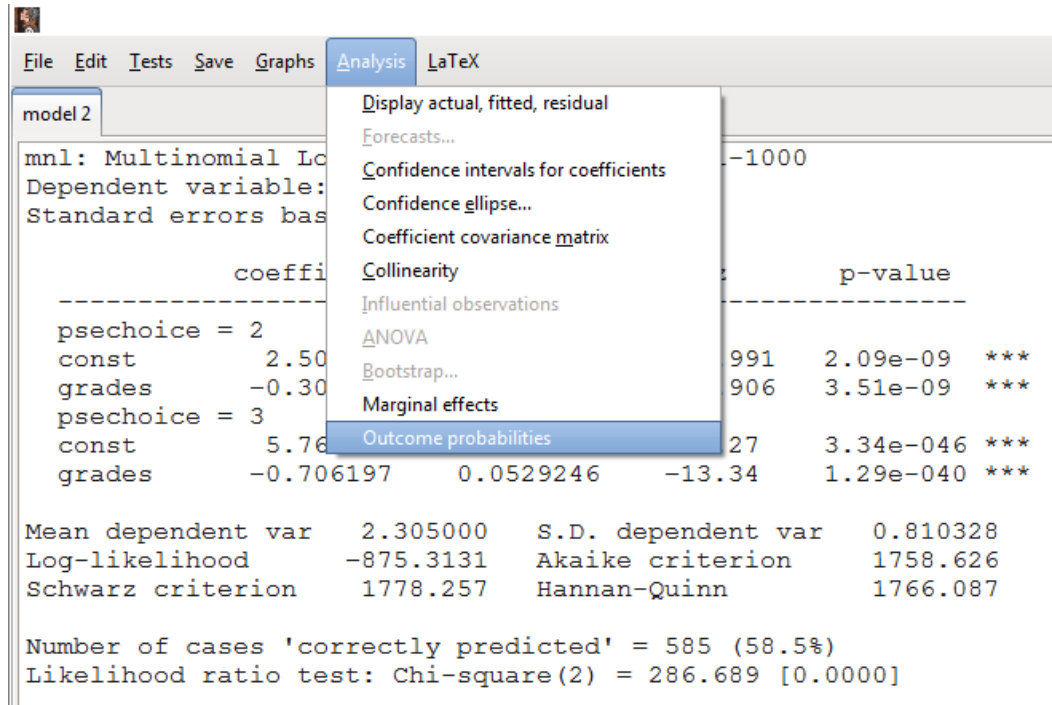 File Edit Tests Save Graphs Analysis LaTeX
model 2
Display actual, fitted, residual
Forecasts...
Confidence intervals for coefficients
Confidence ellipse...
Coefficient covariance matrix
Collinearity
Influential observations
ANOVA
Bootstrap...
Marginal effects
Outcome probabilities
mnl: Multinomial -1000
Dependent variable:
Standard errors
p-value
------------------ ------------------
psechoice = 2
const 2.50 991 2.09e-09 ***
grades -0.30 906 3.51e-09 ***
psechoice = 3
const 5.76 27 3.34e-046 ***
grades -0.706197 0.0529246 -13.34 1.29e-040 ***
Mean dependent var 2.305000 S.D. dependent var 0.810328
Log-likelihood -875.3131 Akaike criterion 1758.626
Schwarz criterion 1778.257 Hannan-Quinn 1766.087
Number of cases 'correctly predicted' = 585 (58.5%)
Likelihood ratio test: Chi-square(2) = 286.689 [0.0000]